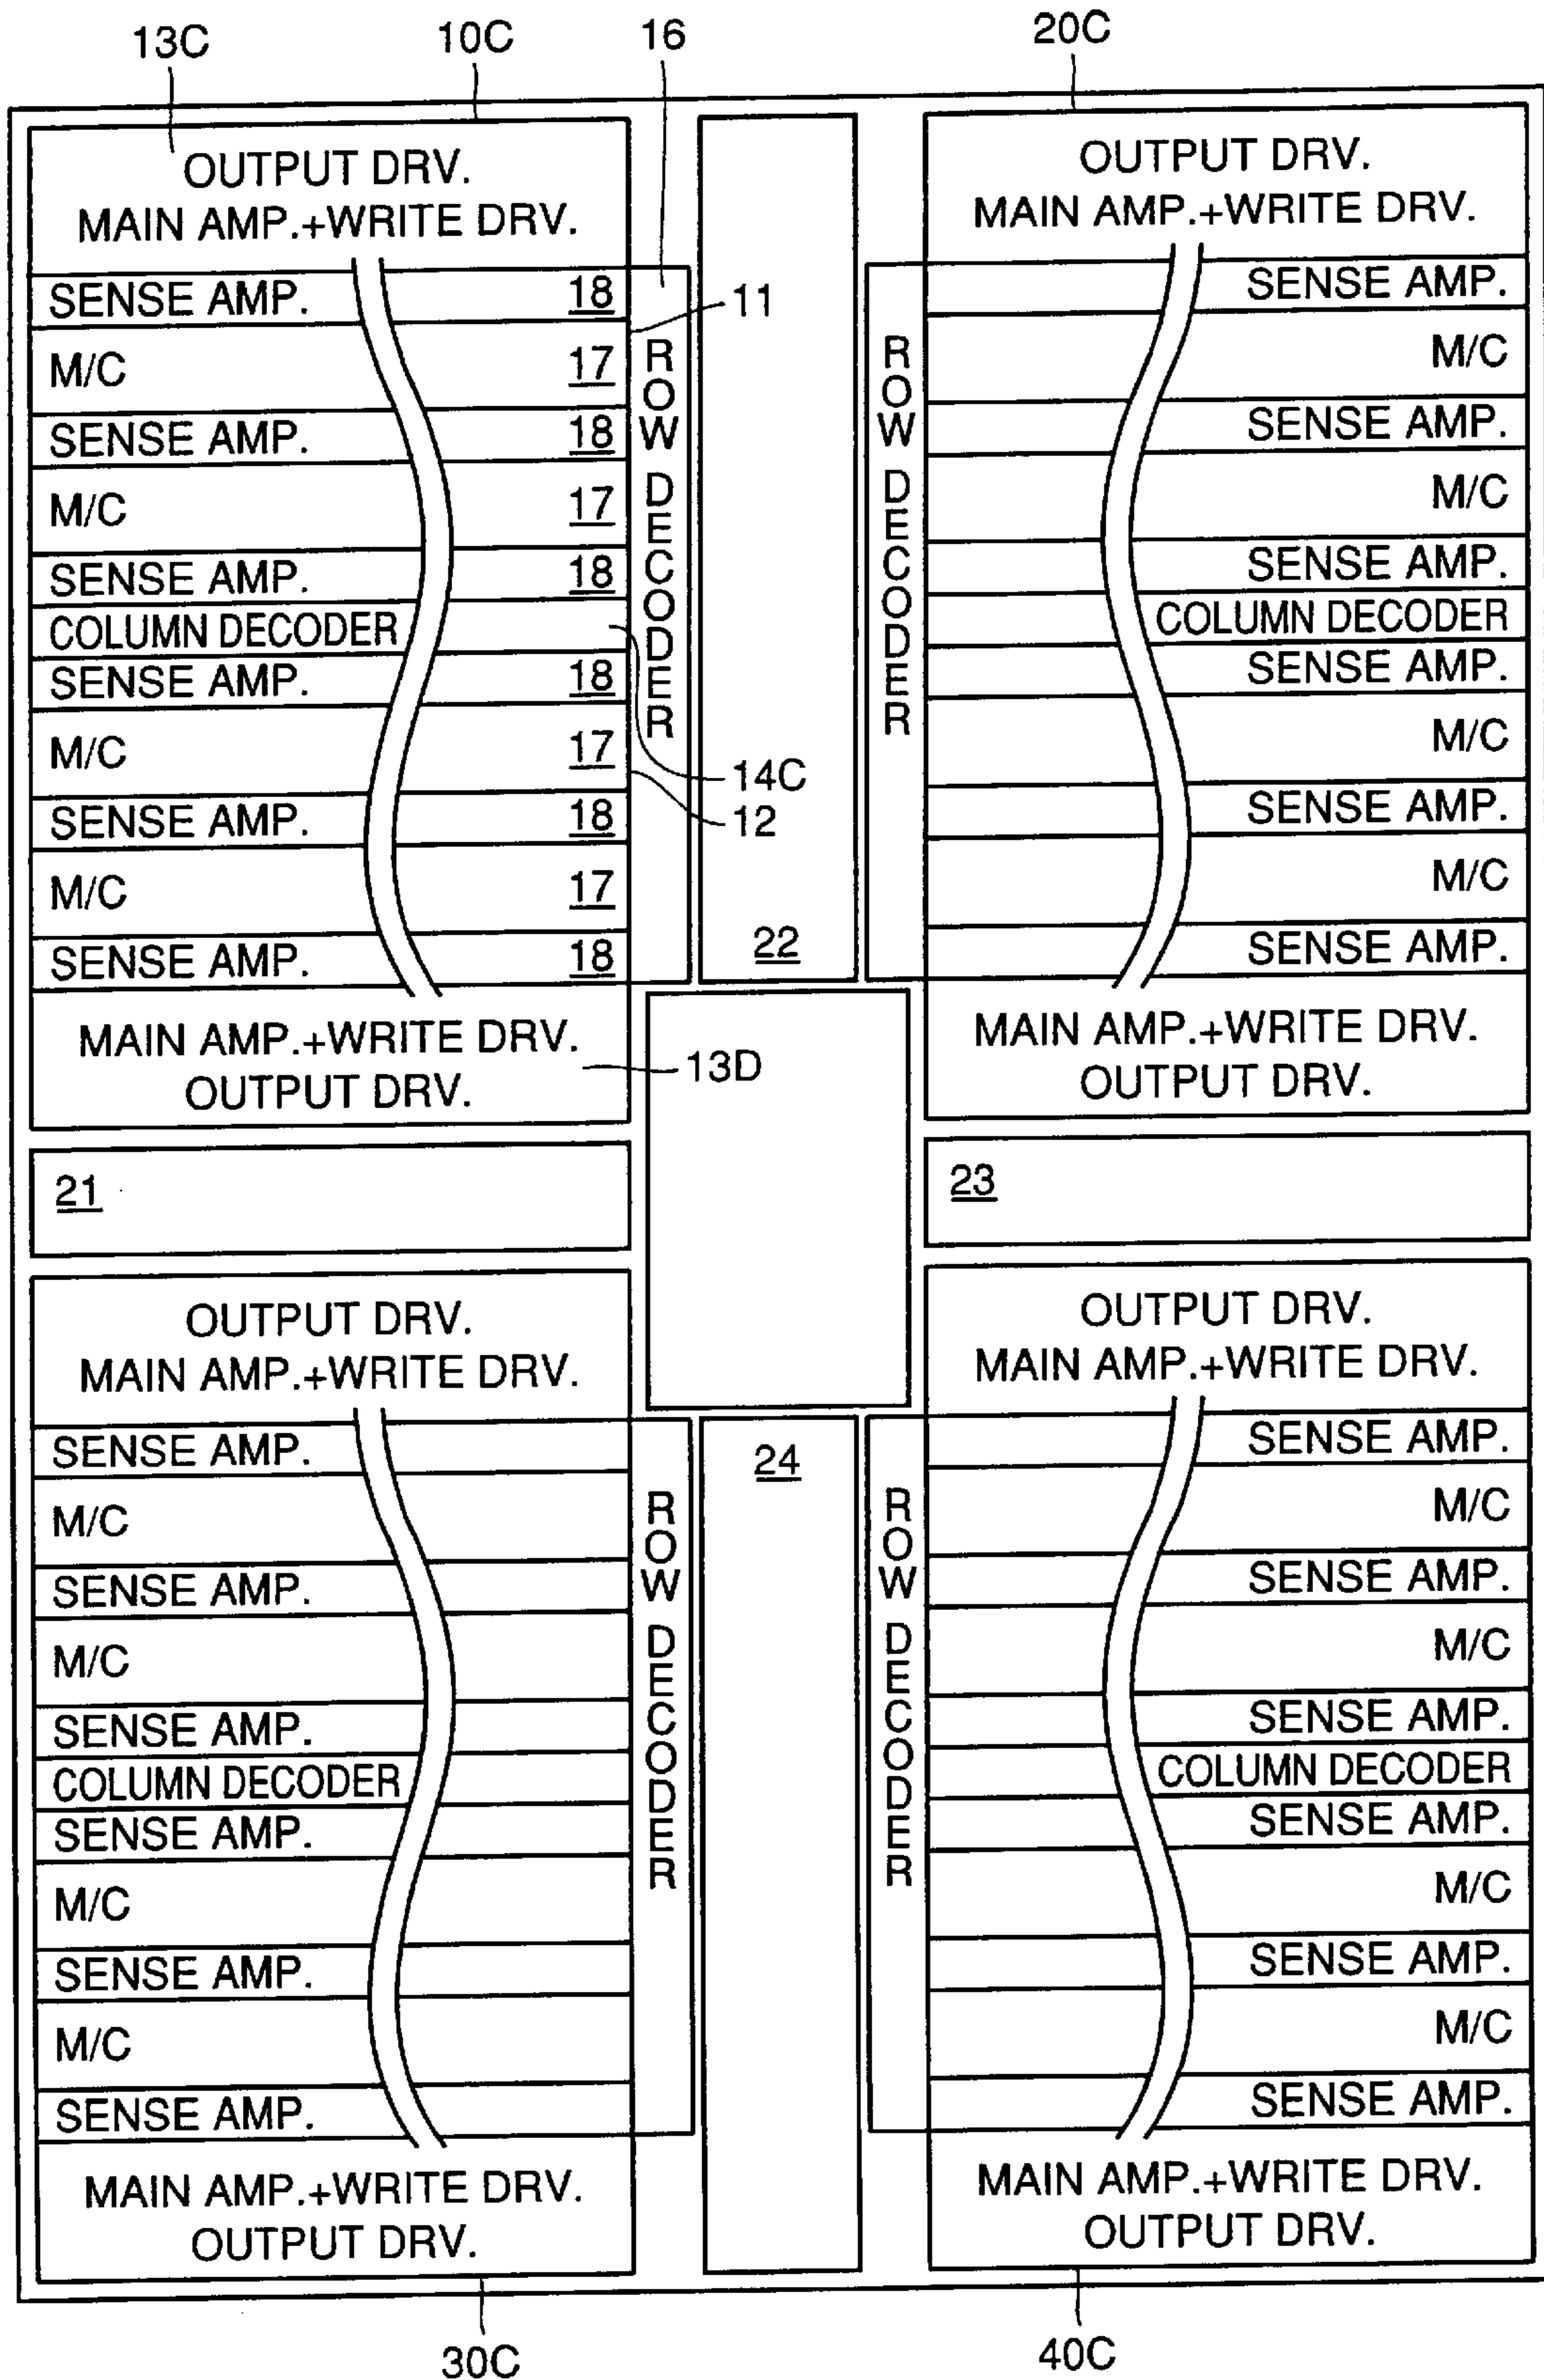 13C
10C
16
20C
OUTPUT DRV.
MAIN AMP.+WRITE DRV.
SENSE AMP. 18
M/C 17
SENSE AMP. 18
M/C 17
SENSE AMP. 18
COLUMN DECODER
SENSE AMP. 18
M/C 17
SENSE AMP. 18
M/C 17
SENSE AMP. 18
MAIN AMP.+WRITE DRV.
OUTPUT DRV.
ROW DECODER
11
14C
12
22
13D
ROW DECODER
OUTPUT DRV.
MAIN AMP.+WRITE DRV.
SENSE AMP.
M/C
SENSE AMP.
M/C
SENSE AMP.
COLUMN DECODER
SENSE AMP.
M/C
SENSE AMP.
M/C
SENSE AMP.
MAIN AMP.+WRITE DRV.
OUTPUT DRV.
21
23
OUTPUT DRV.
MAIN AMP.+WRITE DRV.
SENSE AMP.
M/C
SENSE AMP.
M/C
SENSE AMP.
COLUMN DECODER
SENSE AMP.
M/C
SENSE AMP.
M/C
SENSE AMP.
MAIN AMP.+WRITE DRV.
OUTPUT DRV.
ROW DECODER
24
ROW DECODER
OUTPUT DRV.
MAIN AMP.+WRITE DRV.
SENSE AMP.
M/C
SENSE AMP.
M/C
SENSE AMP.
COLUMN DECODER
SENSE AMP.
M/C
SENSE AMP.
M/C
SENSE AMP.
MAIN AMP.+WRITE DRV.
OUTPUT DRV.
30C
40C